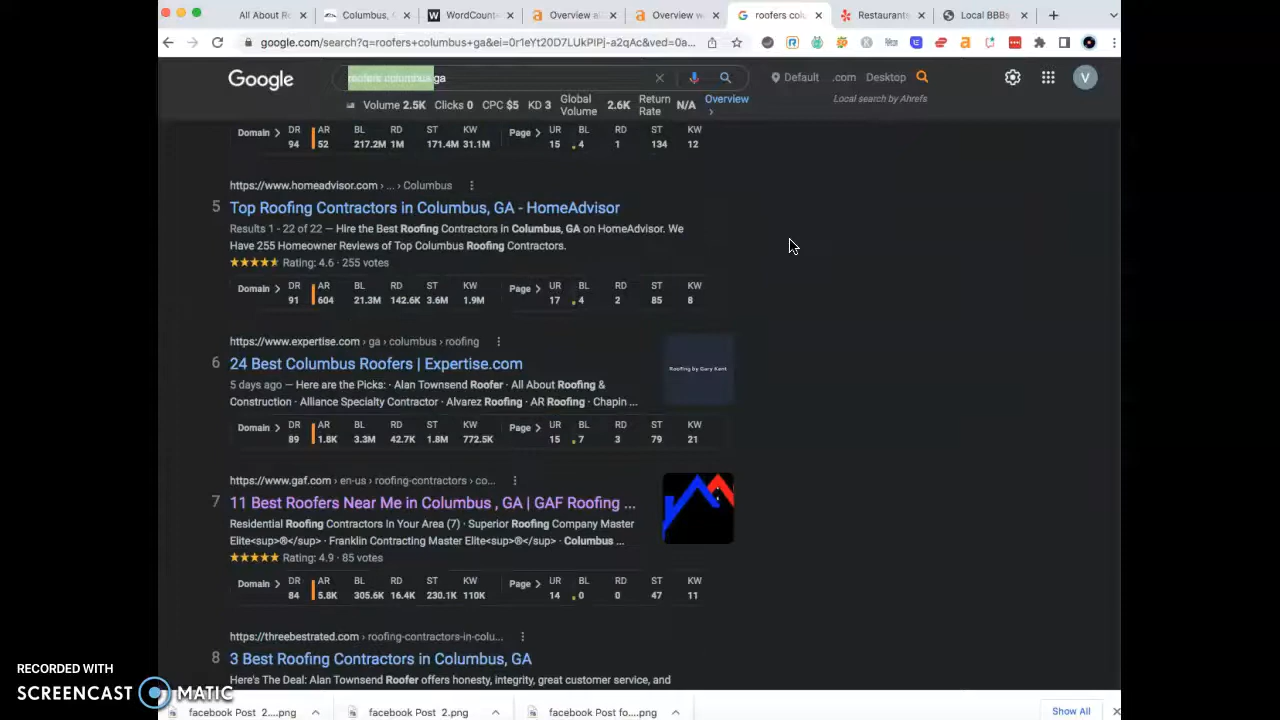 All About Ro
Columbus, G
WordCount
Overview a
Overview w
roofers colu
Restaurants
Local BBBs
google.com/search?q=roofers+columbus+ga&ei=0r1eYt20D7LUkPIPj-a2qAc&ved=0a...
Google
roofers columbus ga
Default
.com
Desktop
Volume 2.5K Clicks 0 CPC $5 KD 3 Global Volume 2.6K Return Rate N/A Overview ›
Local search by Ahrefs
Domain DR AR BL RD ST KW Page UR BL RD ST KW
94 52 217.2M 1M 171.4M 31.1M 15 4 1 134 12
https://www.homeadvisor.com › ... › Columbus
5 Top Roofing Contractors in Columbus, GA - HomeAdvisor
Results 1 - 22 of 22 — Hire the Best Roofing Contractors in Columbus, GA on HomeAdvisor. We
Have 255 Homeowner Reviews of Top Columbus Roofing Contractors.
Rating: 4.6 · 255 votes
Domain DR AR BL RD ST KW Page UR BL RD ST KW
91 604 21.3M 142.6K 3.6M 1.9M 17 4 2 85 8
https://www.expertise.com › ga › columbus › roofing
6 24 Best Columbus Roofers | Expertise.com
Roofing by Gary Kent
5 days ago — Here are the Picks: · Alan Townsend Roofer · All About Roofing &
Construction · Alliance Specialty Contractor · Alvarez Roofing · AR Roofing · Chapin ...
Domain DR AR BL RD ST KW Page UR BL RD ST KW
89 1.8K 3.3M 42.7K 1.8M 772.5K 15 7 3 79 21
https://www.gaf.com › en-us › roofing-contractors › co...
7 11 Best Roofers Near Me in Columbus , GA | GAF Roofing ...
Residential Roofing Contractors In Your Area (7) · Superior Roofing Company Master
Elite<sup>®</sup> · Franklin Contracting Master Elite<sup>®</sup> · Columbus ...
Rating: 4.9 · 85 votes
Domain DR AR BL RD ST KW Page UR BL RD ST KW
84 5.8K 305.6K 16.4K 230.1K 110K 14 0 0 47 11
https://threebestrated.com › roofing-contractors-in-colu...
8 3 Best Roofing Contractors in Columbus, GA
Here's The Deal: Alan Townsend Roofer offers honesty, integrity, great customer service, and
RECORDED WITH
SCREENCAST MATIC
facebook Post 2....png
facebook Post 2.png
facebook Post fo....png
Show All